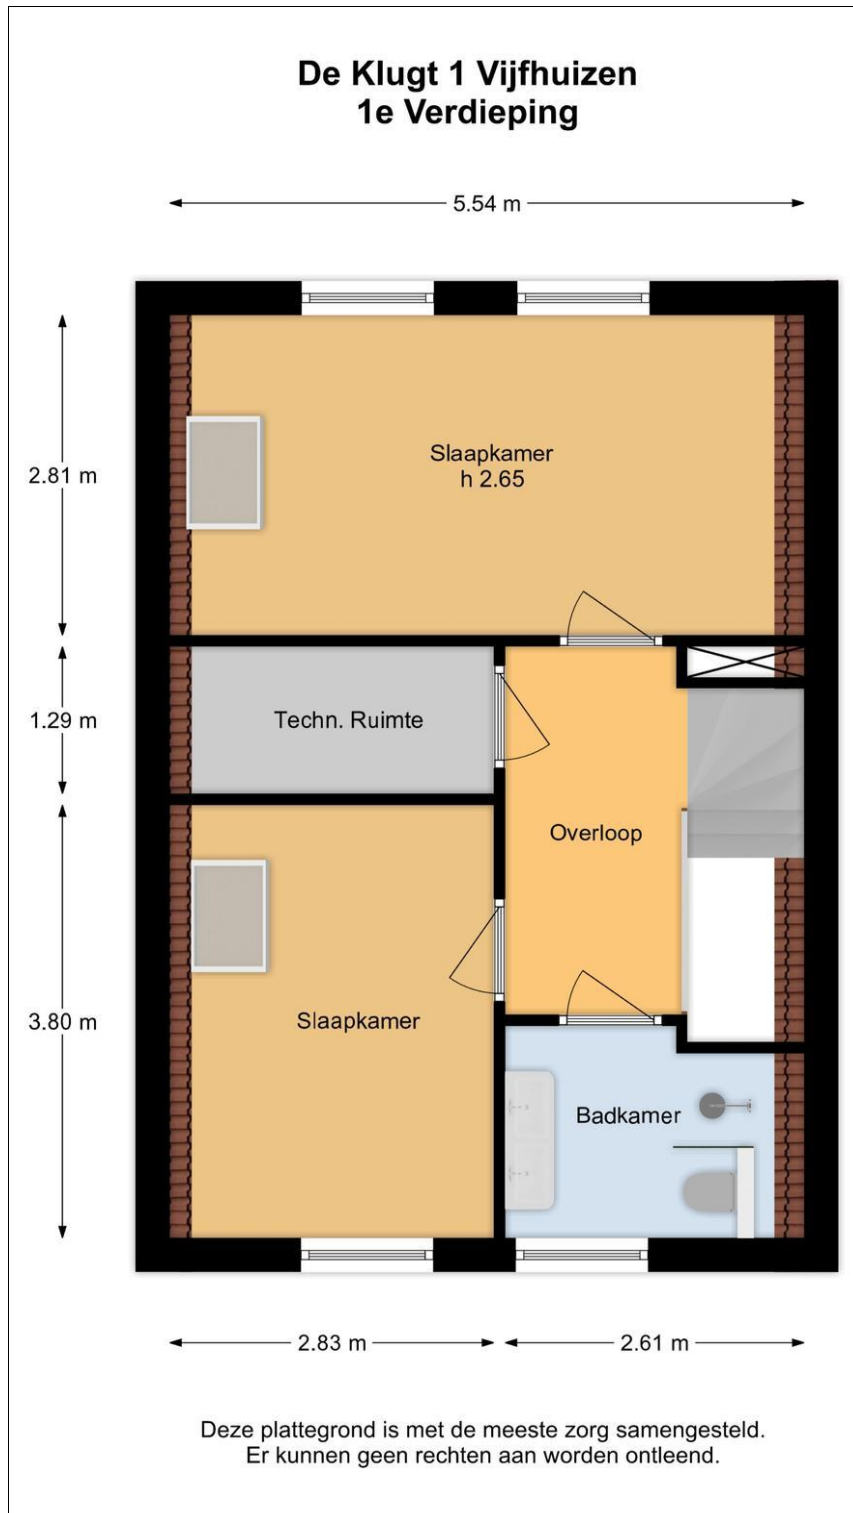 De Klugt 1 Vijfhuizen
1e Verdieping
5.54 m
2.81 m
Slaapkamer
h 2.65
1.29 m
Techn. Ruimte
Overloop
3.80 m
Slaapkamer
Badkamer
2.83 m
2.61 m
Deze plattegrond is met de meeste zorg samengesteld.
Er kunnen geen rechten aan worden ontleend.